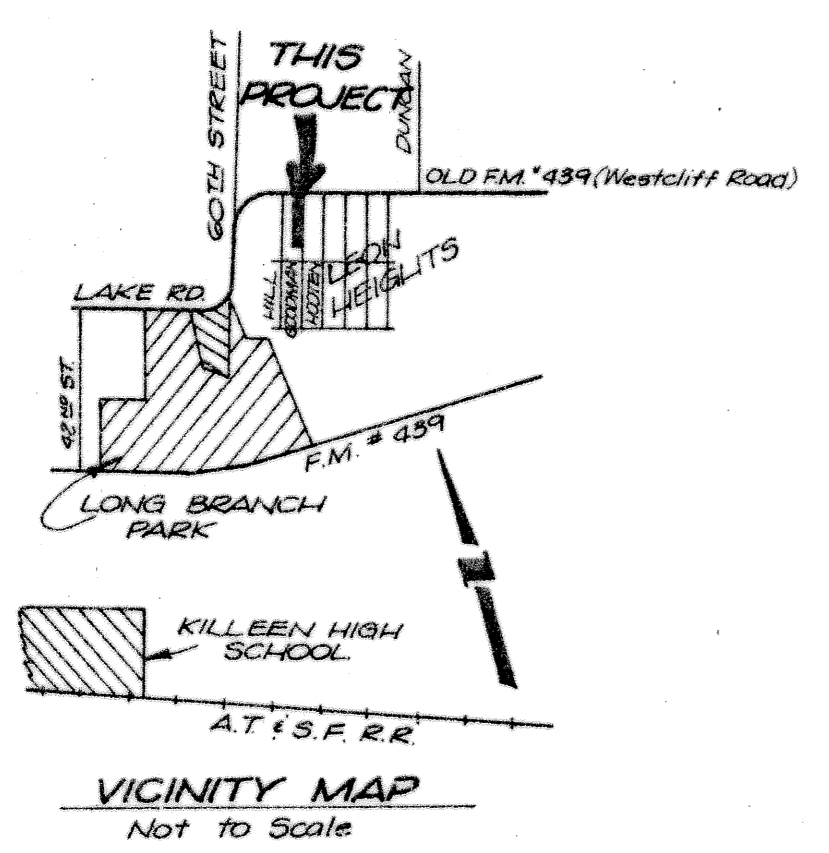 60TH STREET
THIS
PROJECT
DUNCAN
OLD F.M. # 439 (Westcliff Road)
LAKE RD.
HILL
GOODMAN
HOOTEN
LEON
HEIGHTS
42ND ST.
F.M. # 439
LONG BRANCH
PARK
KILLEEN HIGH
SCHOOL
A.T. & S.F. R.R.
VICINITY MAP
Not to Scale